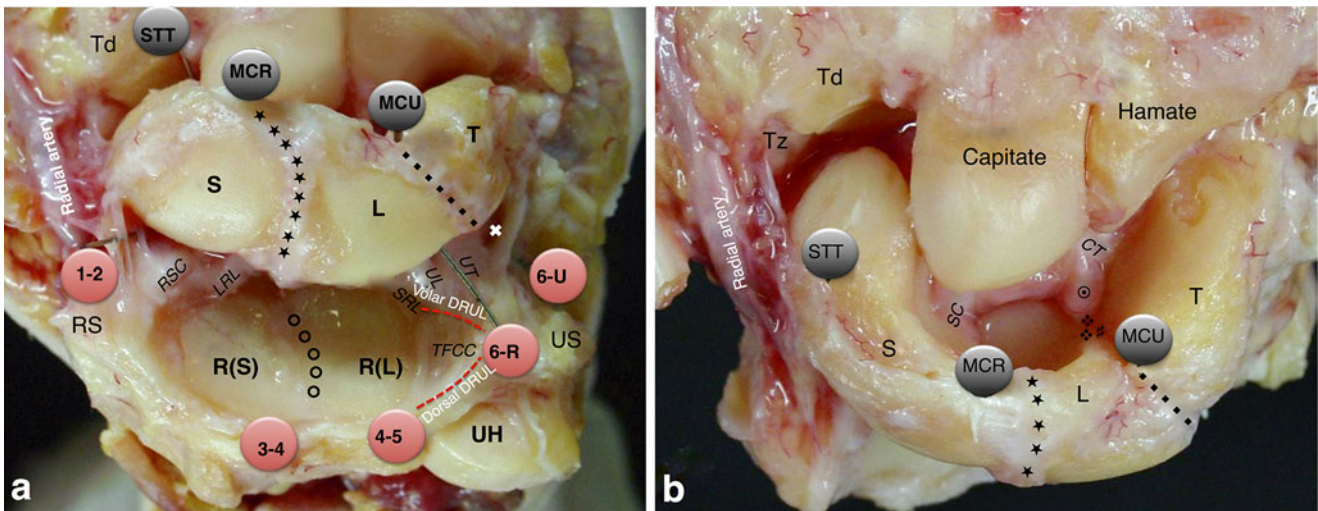 Td
STT
MCR
MCU
T
Radial artery
S
L
1-2
RSC
LRL
UL
UT
6-U
RS
SRL
Volar DRUL
US
R(S)
R(L)
TFCC
6-R
Dorsal DRUL
3-4
4-5
UH
a
Td
Hamate
Tz
Capitate
Radial artery
STT
CT
T
SC
S
MCR
L
MCU
b